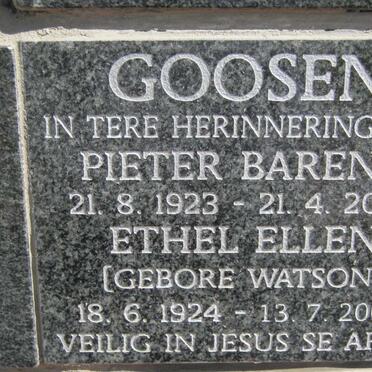 GOOSEN
IN TERE HERINNERING
PIETER BAREN
21. 8. 1923 - 21. 4. 20
ETHEL ELLEN
[GEBORE WATSON
18. 6. 1924 - 13. 7. 20
VEILIG IN JESUS SE